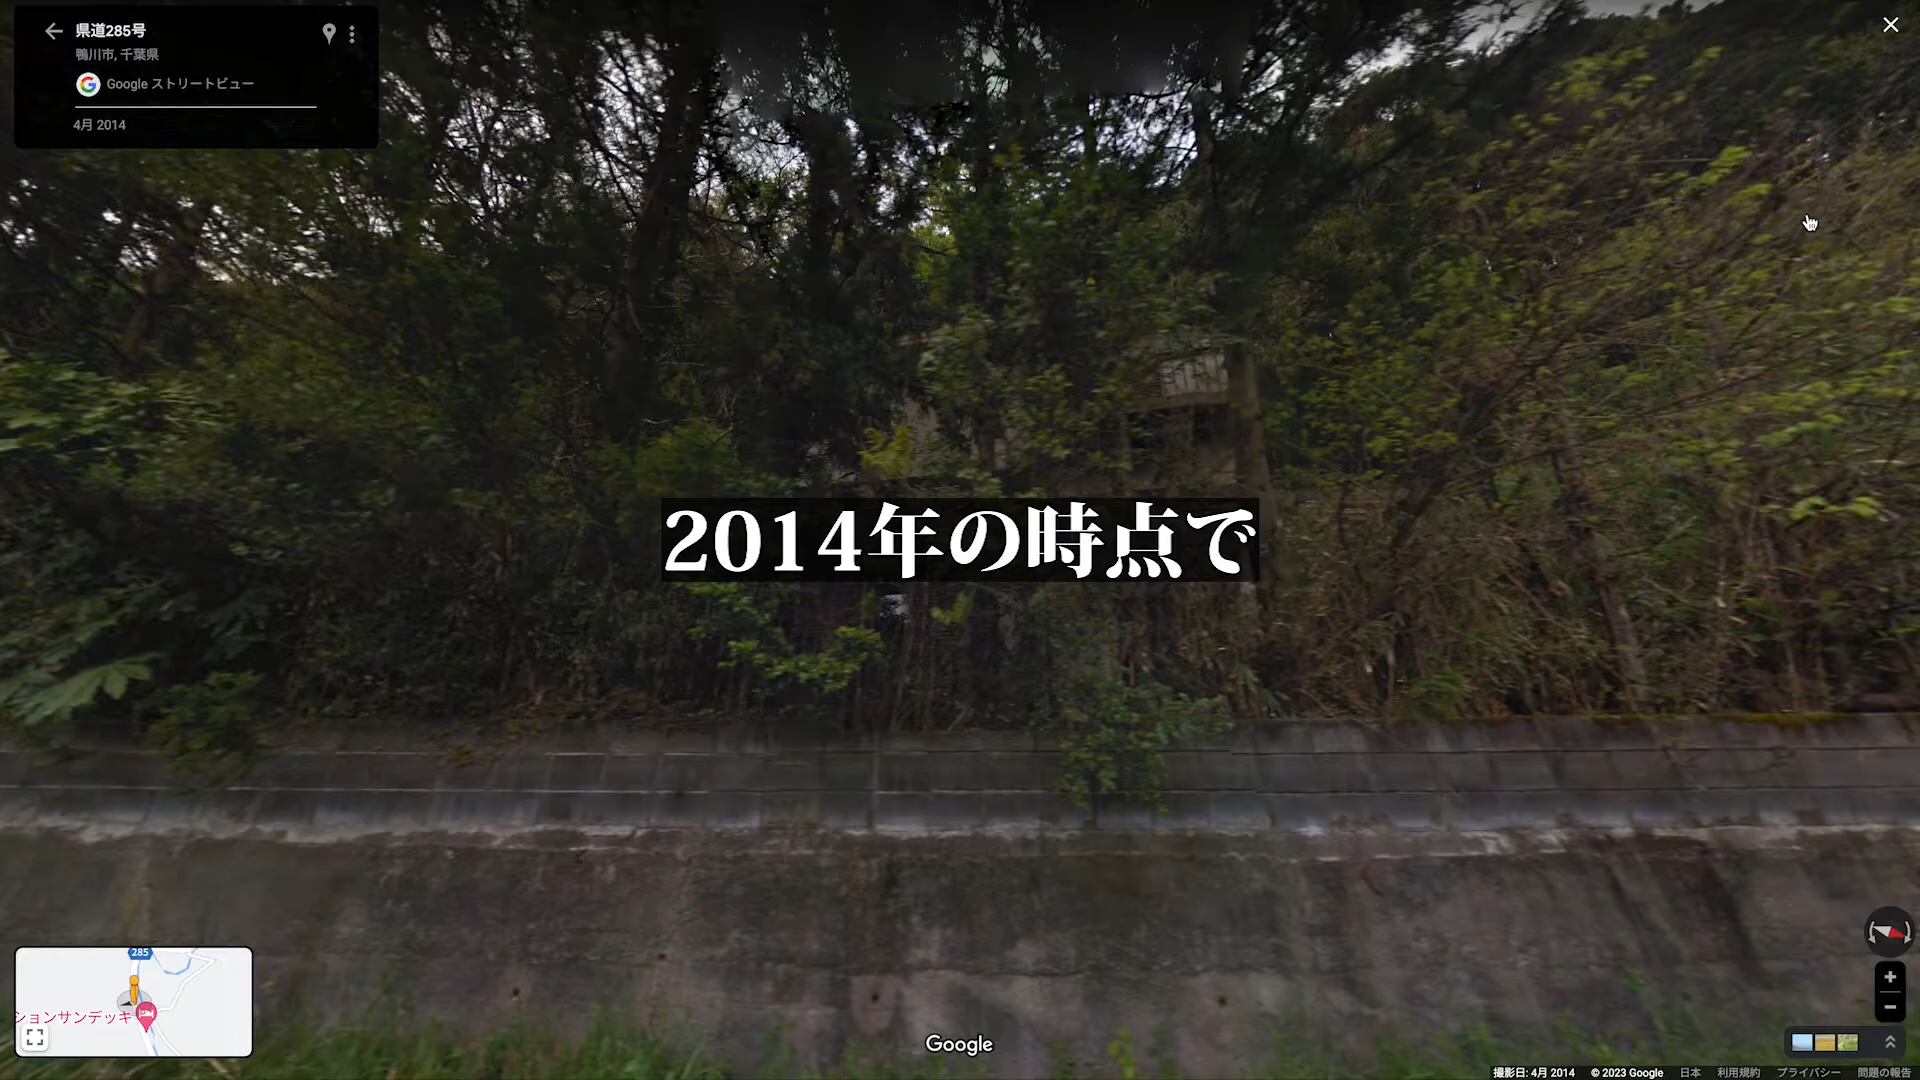 県道285号
鴨川市, 千葉県
Google ストリートビュー
4月 2014
2014年の時点で
285
ションサンデッキ
Google
撮影日: 4月 2014 © 2023 Google 日本 利用規約 プライバシー 問題の報告